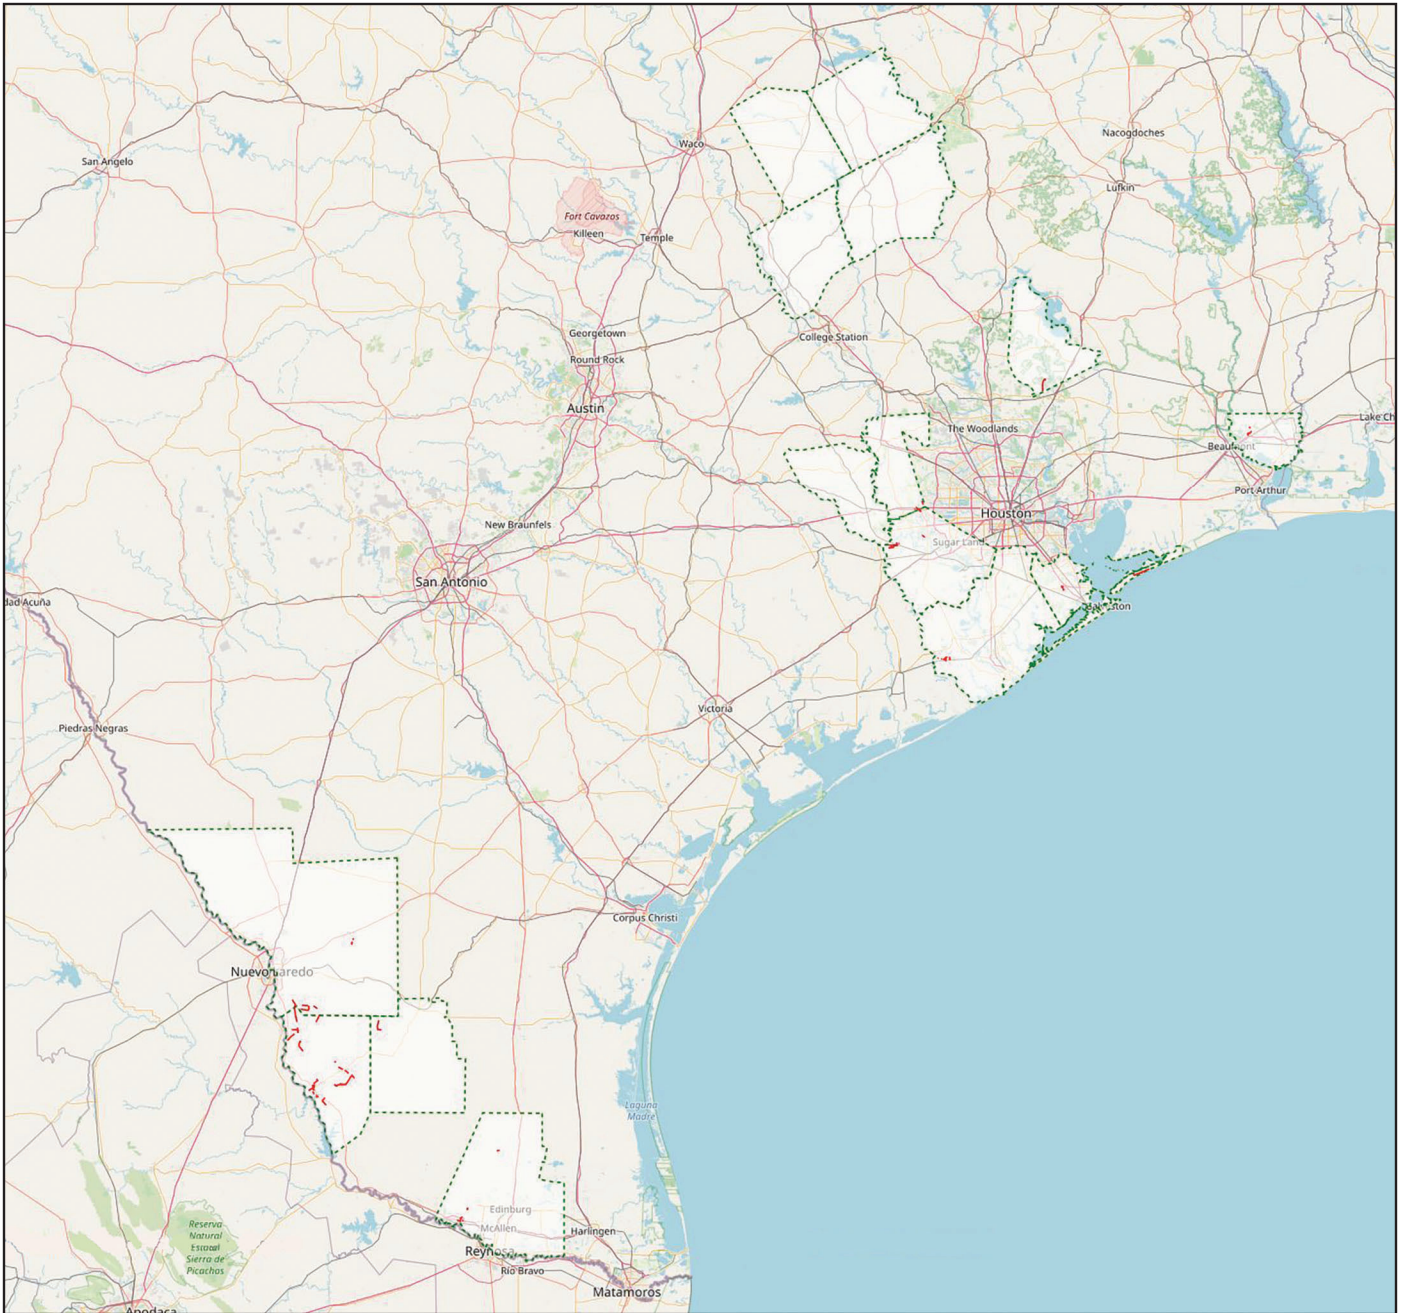 Nacogdoches
Waco
San Angelo
Lufkin
Fort Cavazos
Killeen
Temple
Georgetown
College Station
Round Rock
Austin
Lake Ch
The Woodlands
Beaumont
Port Arthur
New Braunfels
Houston
Sugar Land
San Antonio
dad Acuña
Galveston
Victoria
Piedras Negras
Corpus Christi
Nuevo Laredo
Laguna
Madre
Edinburg
McAllen
Harlingen
Reynosa
Río Bravo
Matamoros
Reserva
Natural
Estatal
Sierra de
Picachos
Apodaca